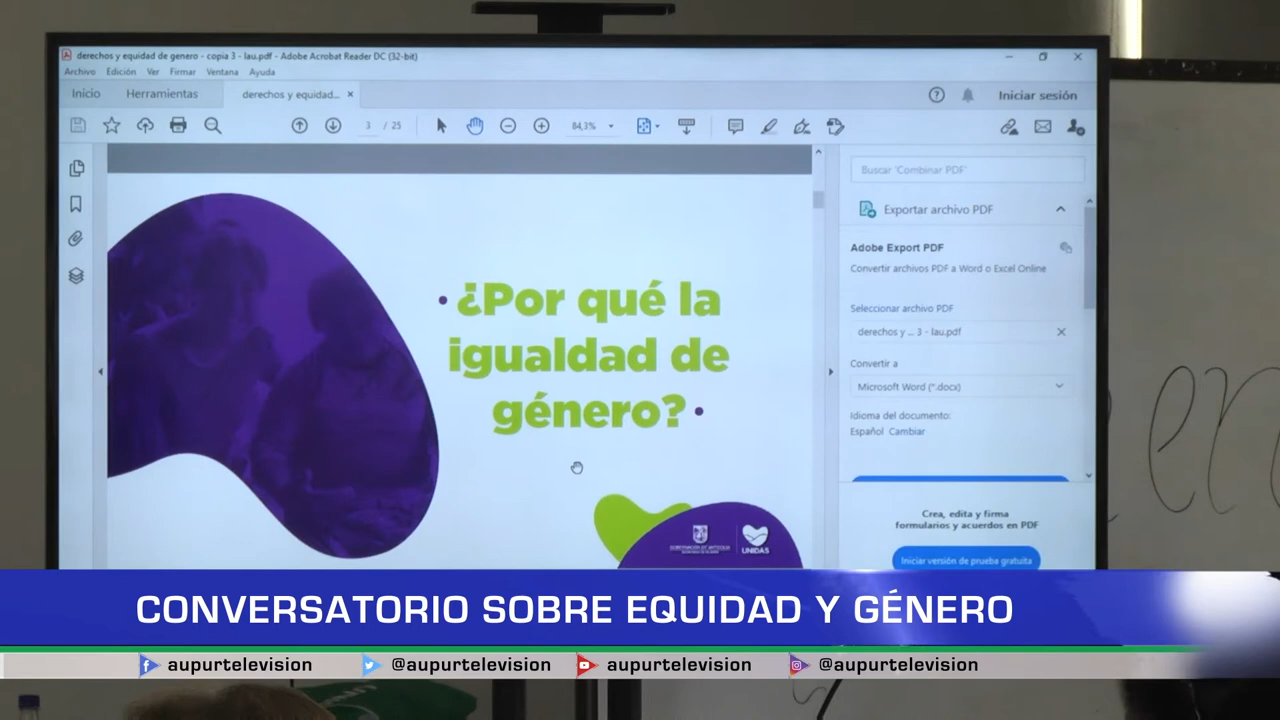 derechos y equidad de genero - copia 3 - lau.pdf - Adobe Acrobat Reader DC (32-bit)
Archivo Edición Ver Firmar Ventana Ayuda
Inicio Herramientas derechos y equidad... × Iniciar sesión
3 / 25 84,3%
Buscar 'Combinar PDF'
Exportar archivo PDF
Adobe Export PDF
Convertir archivos PDF a Word o Excel Online
Seleccionar archivo PDF
derechos y ... 3 - lau.pdf
Convertir a
Microsoft Word (*.docx)
Idioma del documento:
Español Cambiar
Crea, edita y firma
formularios y acuerdos en PDF
Iniciar versión de prueba gratuita
• ¿Por qué la
igualdad de
género? •
UNIDAS
CONVERSATORIO SOBRE EQUIDAD Y GÉNERO
aupurtelevision @aupurtelevision aupurtelevision @aupurtelevision